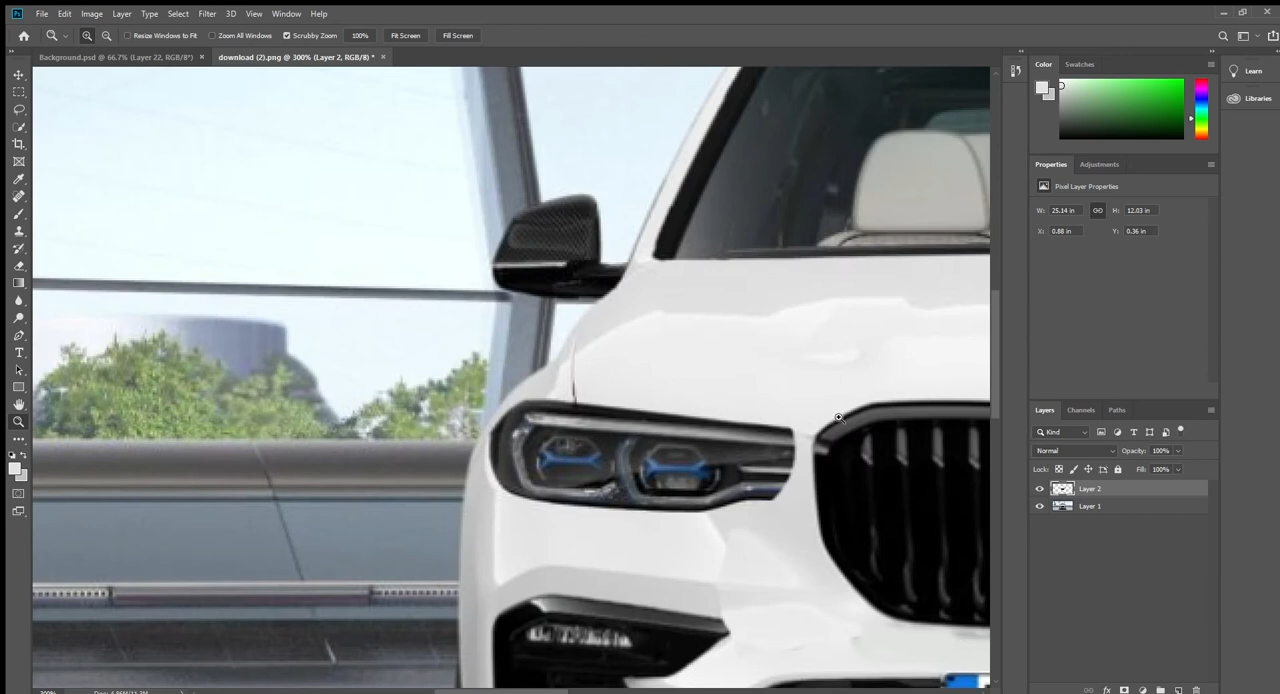 File Edit Image Layer Type Select Filter 3D View Window Help
Resize Windows to Fit Zoom All Windows Scrubby Zoom 100% Fit Screen Fill Screen
Background.psd @ 66.7% (Layer 22, RGB/8*) × download (2).png @ 300% (Layer 2, RGB/8) * ×
Color Swatches
Learn
Libraries
Properties Adjustments
Pixel Layer Properties
W: 25.14 in H: 12.03 in
X: 0.88 in Y: 0.36 in
Layers Channels Paths
Kind
Normal Opacity: 100%
Lock: Fill: 100%
Layer 2
Layer 1
300%